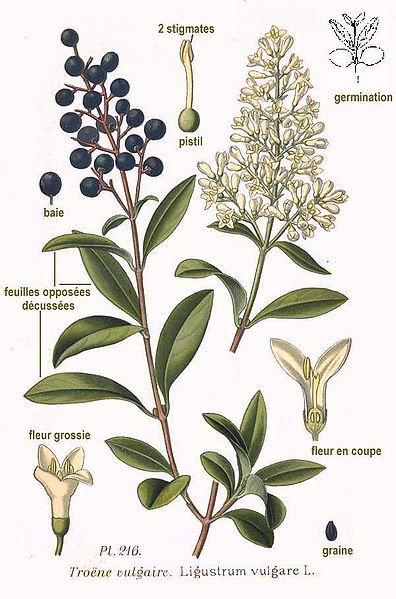 2 stigmates
germination
pistil
baie
feuilles opposées
décussées
fleur grossie
fleur en coupe
graine
Pl. 216.
Troëne vulgaire. Ligustrum vulgare L.